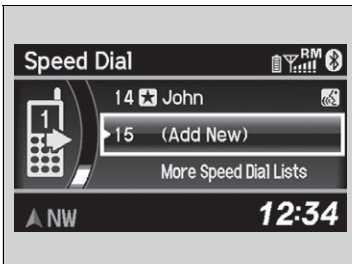 Speed Dial RM
14 John
1
15 (Add New)
More Speed Dial Lists
NW 12:34